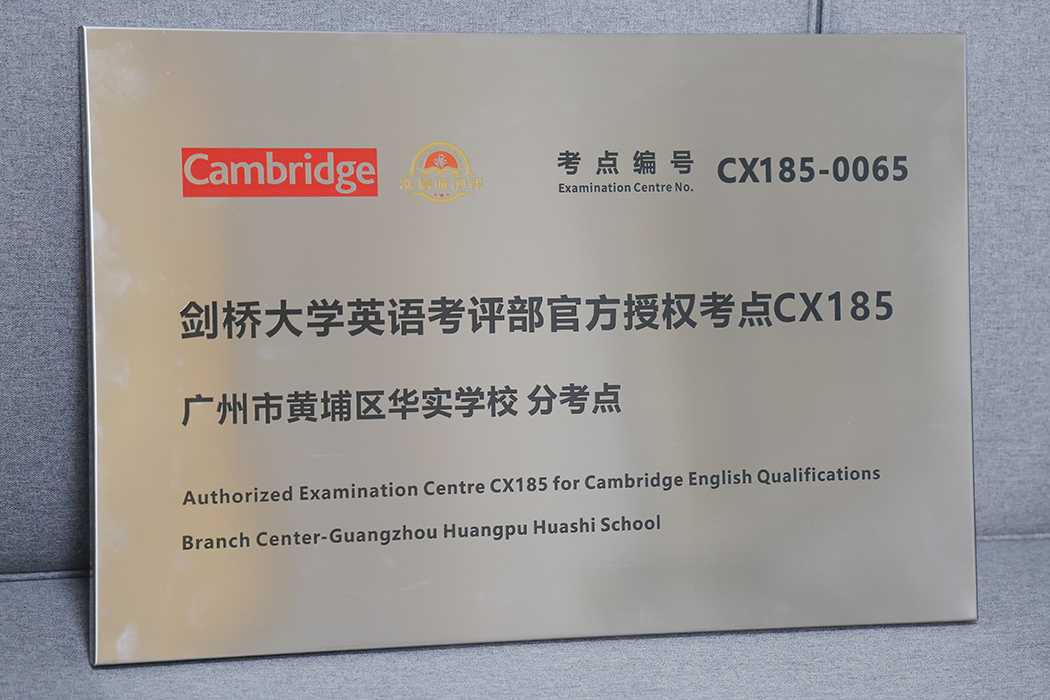 Cambridge
考点编号 CX185-0065
Examination Centre No.
剑桥大学英语考评部官方授权考点CX185
广州市黄埔区华实学校 分考点
Authorized Examination Centre CX185 for Cambridge English Qualifications
Branch Center-Guangzhou Huangpu Huashi School